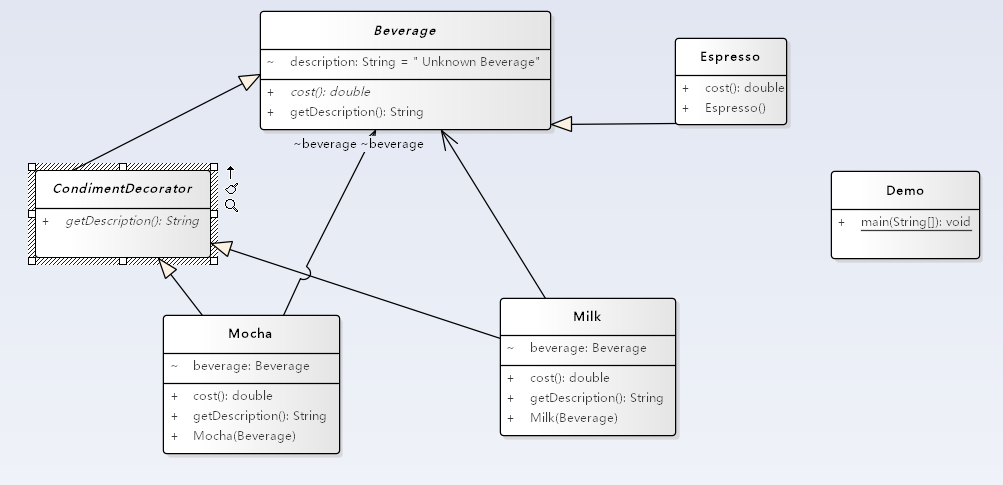 Beverage
~ description: String = " Unknown Beverage"
+ cost(): double
+ getDescription(): String
Espresso
+ cost(): double
+ Espresso()
~beverage ~beverage
CondimentDecorator
+ getDescription(): String
Demo
+ main(String[]): void
Mocha
~ beverage: Beverage
+ cost(): double
+ getDescription(): String
+ Mocha(Beverage)
Milk
~ beverage: Beverage
+ cost(): double
+ getDescription(): String
+ Milk(Beverage)